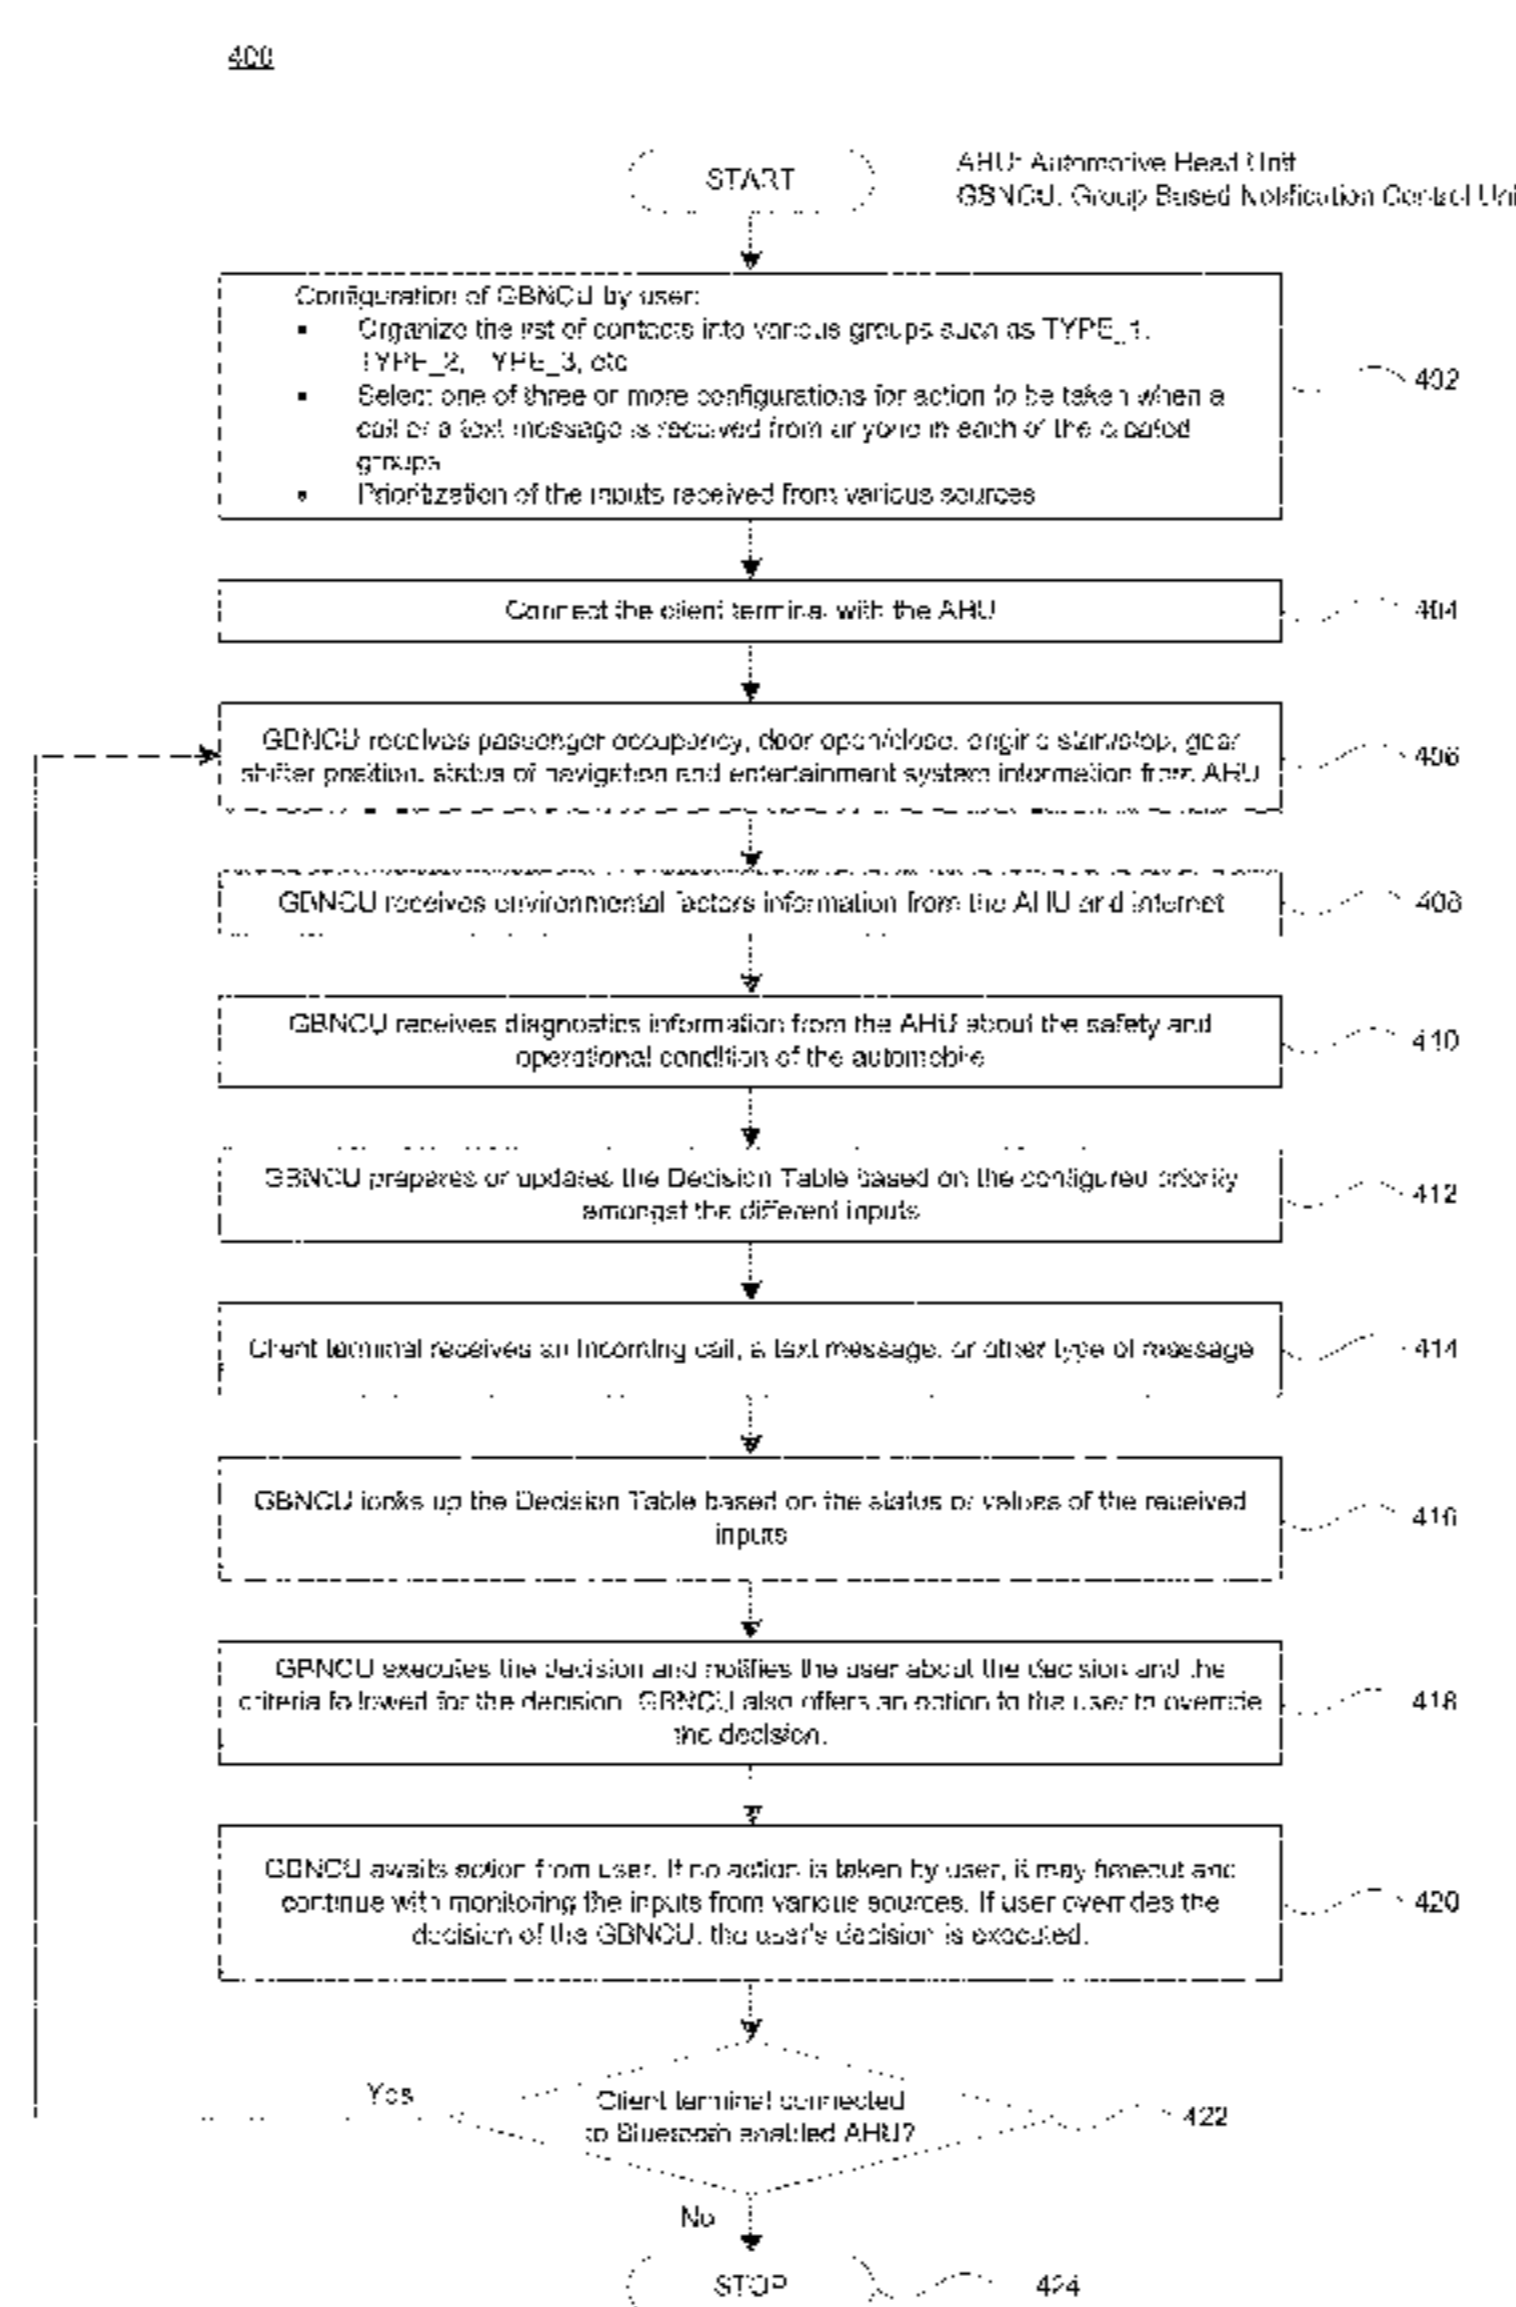 400
START
AHU: Automotive Head Unit
GBNCU: Group Based Notification Control Uni
Configuration of GBNCU by user:
▪ Organize the list of contacts into various groups such as TYPE_1,
TYPE_2, TYPE_3, etc
▪ Select one of three or more configurations for action to be taken when a
call or a text message is received from anyone in each of the created
groups
▪ Prioritization of the inputs received from various sources
402
Connect the client terminal with the AHU
404
GBNCU receives passenger occupancy, door open/close, engine start/stop, gear
shifter position, status of navigation and entertainment system information from AHU
406
GBNCU receives environmental factors information from the AHU and internet
408
GBNCU receives diagnostics information from the AHU about the safety and
operational condition of the automobile
410
GBNCU prepares or updates the Decision Table based on the configured priority
amongst the different inputs
412
Client terminal receives an incoming call, a text message, or other type of message
414
GBNCU looks up the Decision Table based on the status or values of the received
inputs
416
GBNCU executes the decision and notifies the user about the decision and the
criteria followed for the decision. GBNCU also offers an option to the user to override
the decision.
418
GBNCU awaits action from user. If no action is taken by user, it may timeout and
continue with monitoring the inputs from various sources. If user overrides the
decision of the GBNCU, the user's decision is executed.
420
Yes
Client terminal connected
to Bluetooth enabled AHU?
422
No
STOP
424